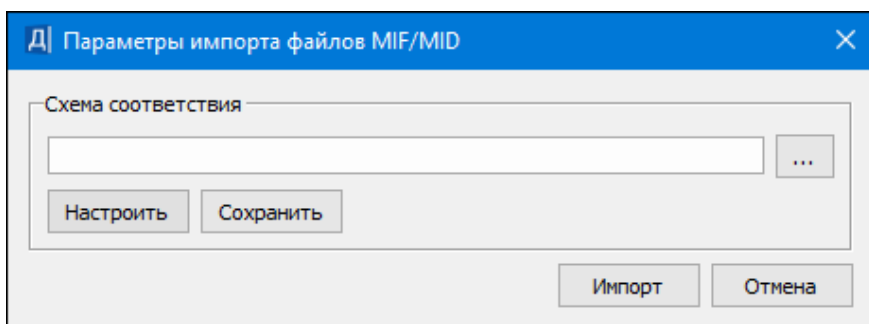 Д Параметры импорта файлов MIF/MID
Схема соответствия
...
Настроить Сохранить
Импорт Отмена